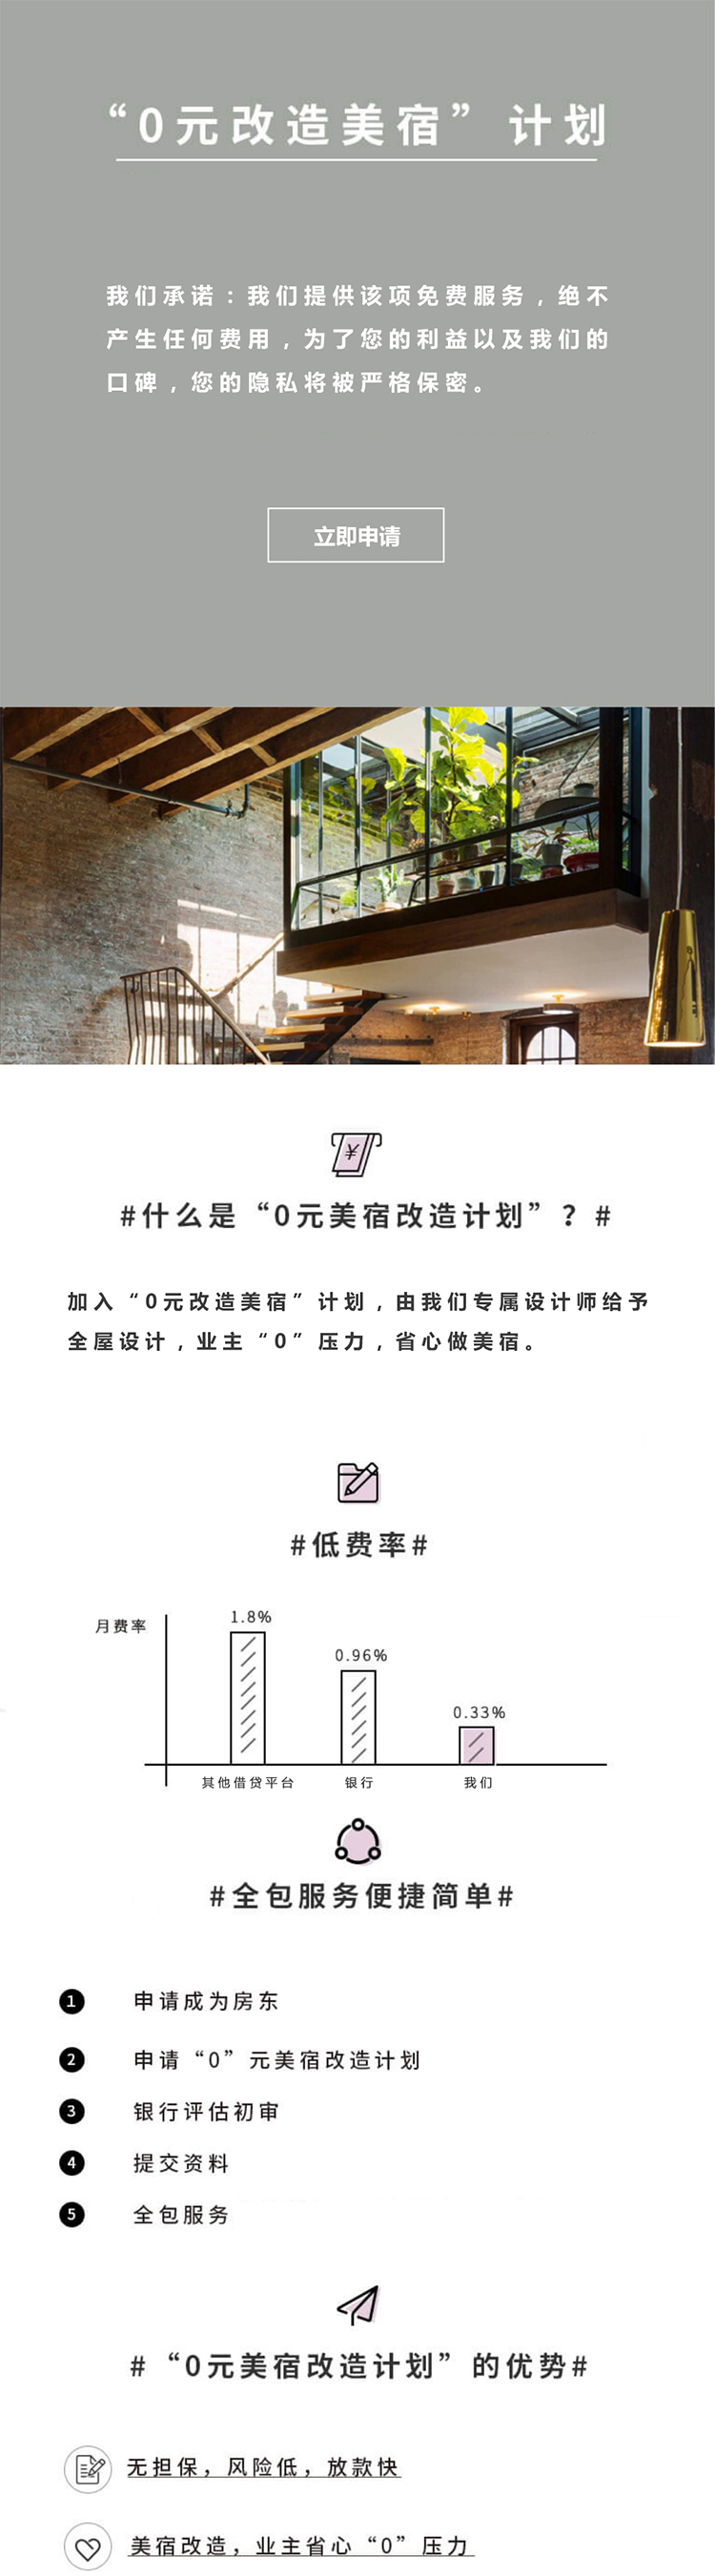 “0元改造美宿”计划
我们承诺：我们提供该项免费服务，绝不
产生任何费用，为了您的利益以及我们的
口碑，您的隐私将被严格保密。
立即申请
¥
#什么是“0元美宿改造计划”？#
加入“0元改造美宿”计划，由我们专属设计师给予
全屋设计，业主“0”压力，省心做美宿。
#低费率#
月费率
1.8%
0.96%
0.33%
其他借贷平台
银行
我们
#全包服务便捷简单#
1 申请成为房东
2 申请“0”元美宿改造计划
3 银行评估初审
4 提交资料
5 全包服务
#“0元美宿改造计划”的优势#
无担保，风险低，放款快
美宿改造，业主省心“0”压力